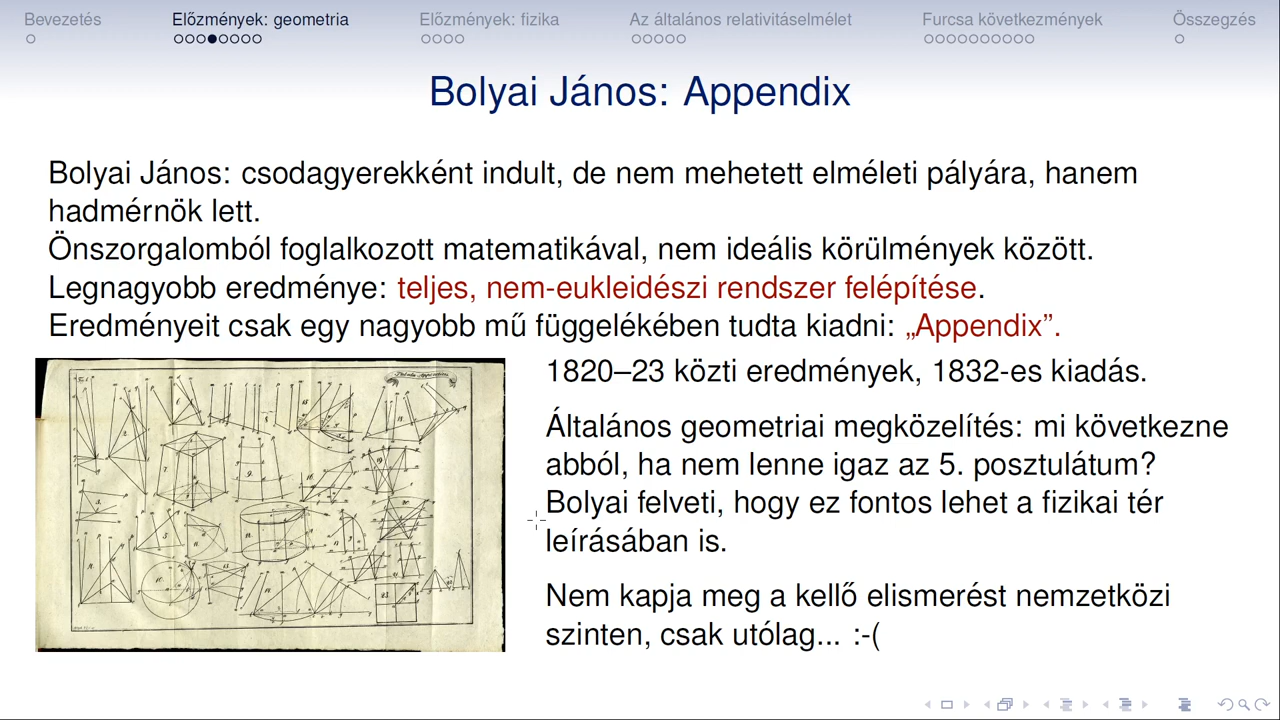 Bevezetés
Előzmények: geometria
Előzmények: fizika
Az általános relativitáselmélet
Furcsa következmények
Összegzés
Bolyai János: Appendix
Bolyai János: csodagyerekként indult, de nem mehetett elméleti pályára, hanem
hadmérnök lett.
Önszorgalomból foglalkozott matematikával, nem ideális körülmények között.
Legnagyobb eredménye: teljes, nem-eukleidészi rendszer felépítése.
Eredményeit csak egy nagyobb mű függelékében tudta kiadni: „Appendix”.
1820–23 közti eredmények, 1832-es kiadás.
Általános geometriai megközelítés: mi következne
abból, ha nem lenne igaz az 5. posztulátum?
Bolyai felveti, hogy ez fontos lehet a fizikai tér
leírásában is.
Nem kapja meg a kellő elismerést nemzetközi
szinten, csak utólag... :-(